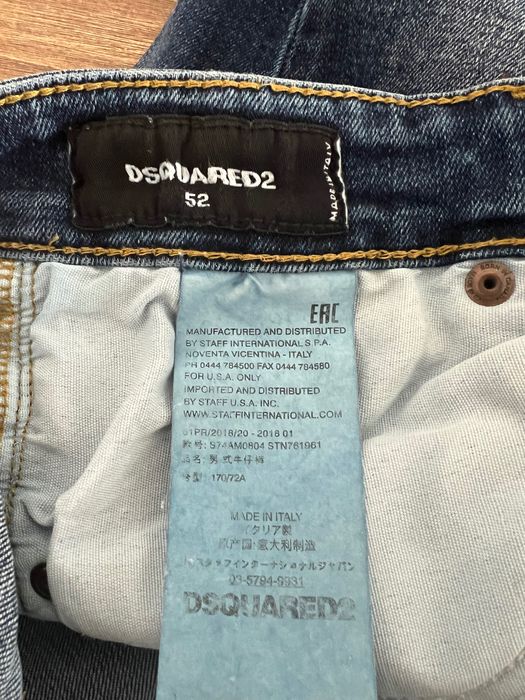 DSQUARED2
52
MADE IN ITALY
EAC
MANUFACTURED AND DISTRIBUTED
BY STAFF INTERNATIONAL S.P.A.
NOVENTA VICENTINA - ITALY
PH 0444 784500 FAX 0444 784580
FOR U.S.A. ONLY
IMPORTED AND DISTRIBUTED
BY STAFF U.S.A. INC.
WWW.STAFFINTERNATIONAL.COM
01PR/2018/20 - 2018 01
款号: S74AM0804 STN761961
品名: 男式牛仔裤
号型: 170/72A
MADE IN ITALY
イタリア製
原产国:意大利制造
スタッフインターナショナルジャパン
03-5794-9931
DSQUARED2